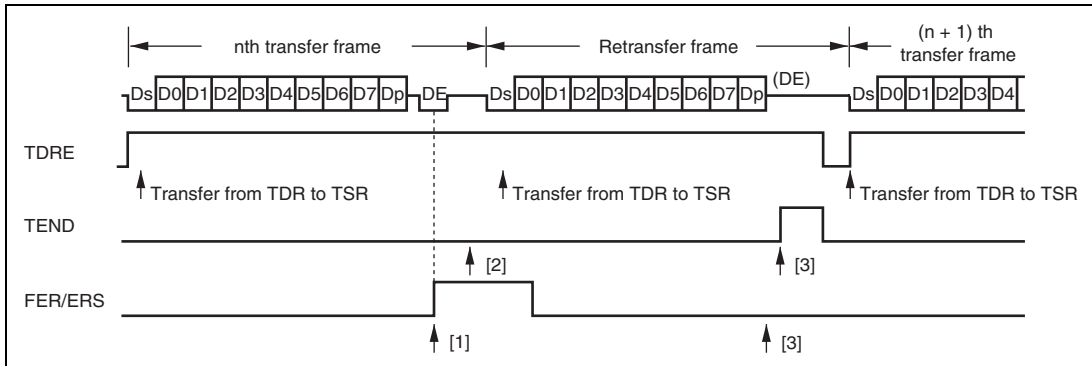 nth transfer frame
Retransfer frame
(n + 1) th
transfer frame
Ds D0 D1 D2 D3 D4 D5 D6 D7 Dp DE
Ds D0 D1 D2 D3 D4 D5 D6 D7 Dp (DE)
Ds D0 D1 D2 D3 D4
TDRE
Transfer from TDR to TSR
Transfer from TDR to TSR
Transfer from TDR to TSR
TEND
[2]
[3]
FER/ERS
[1]
[3]